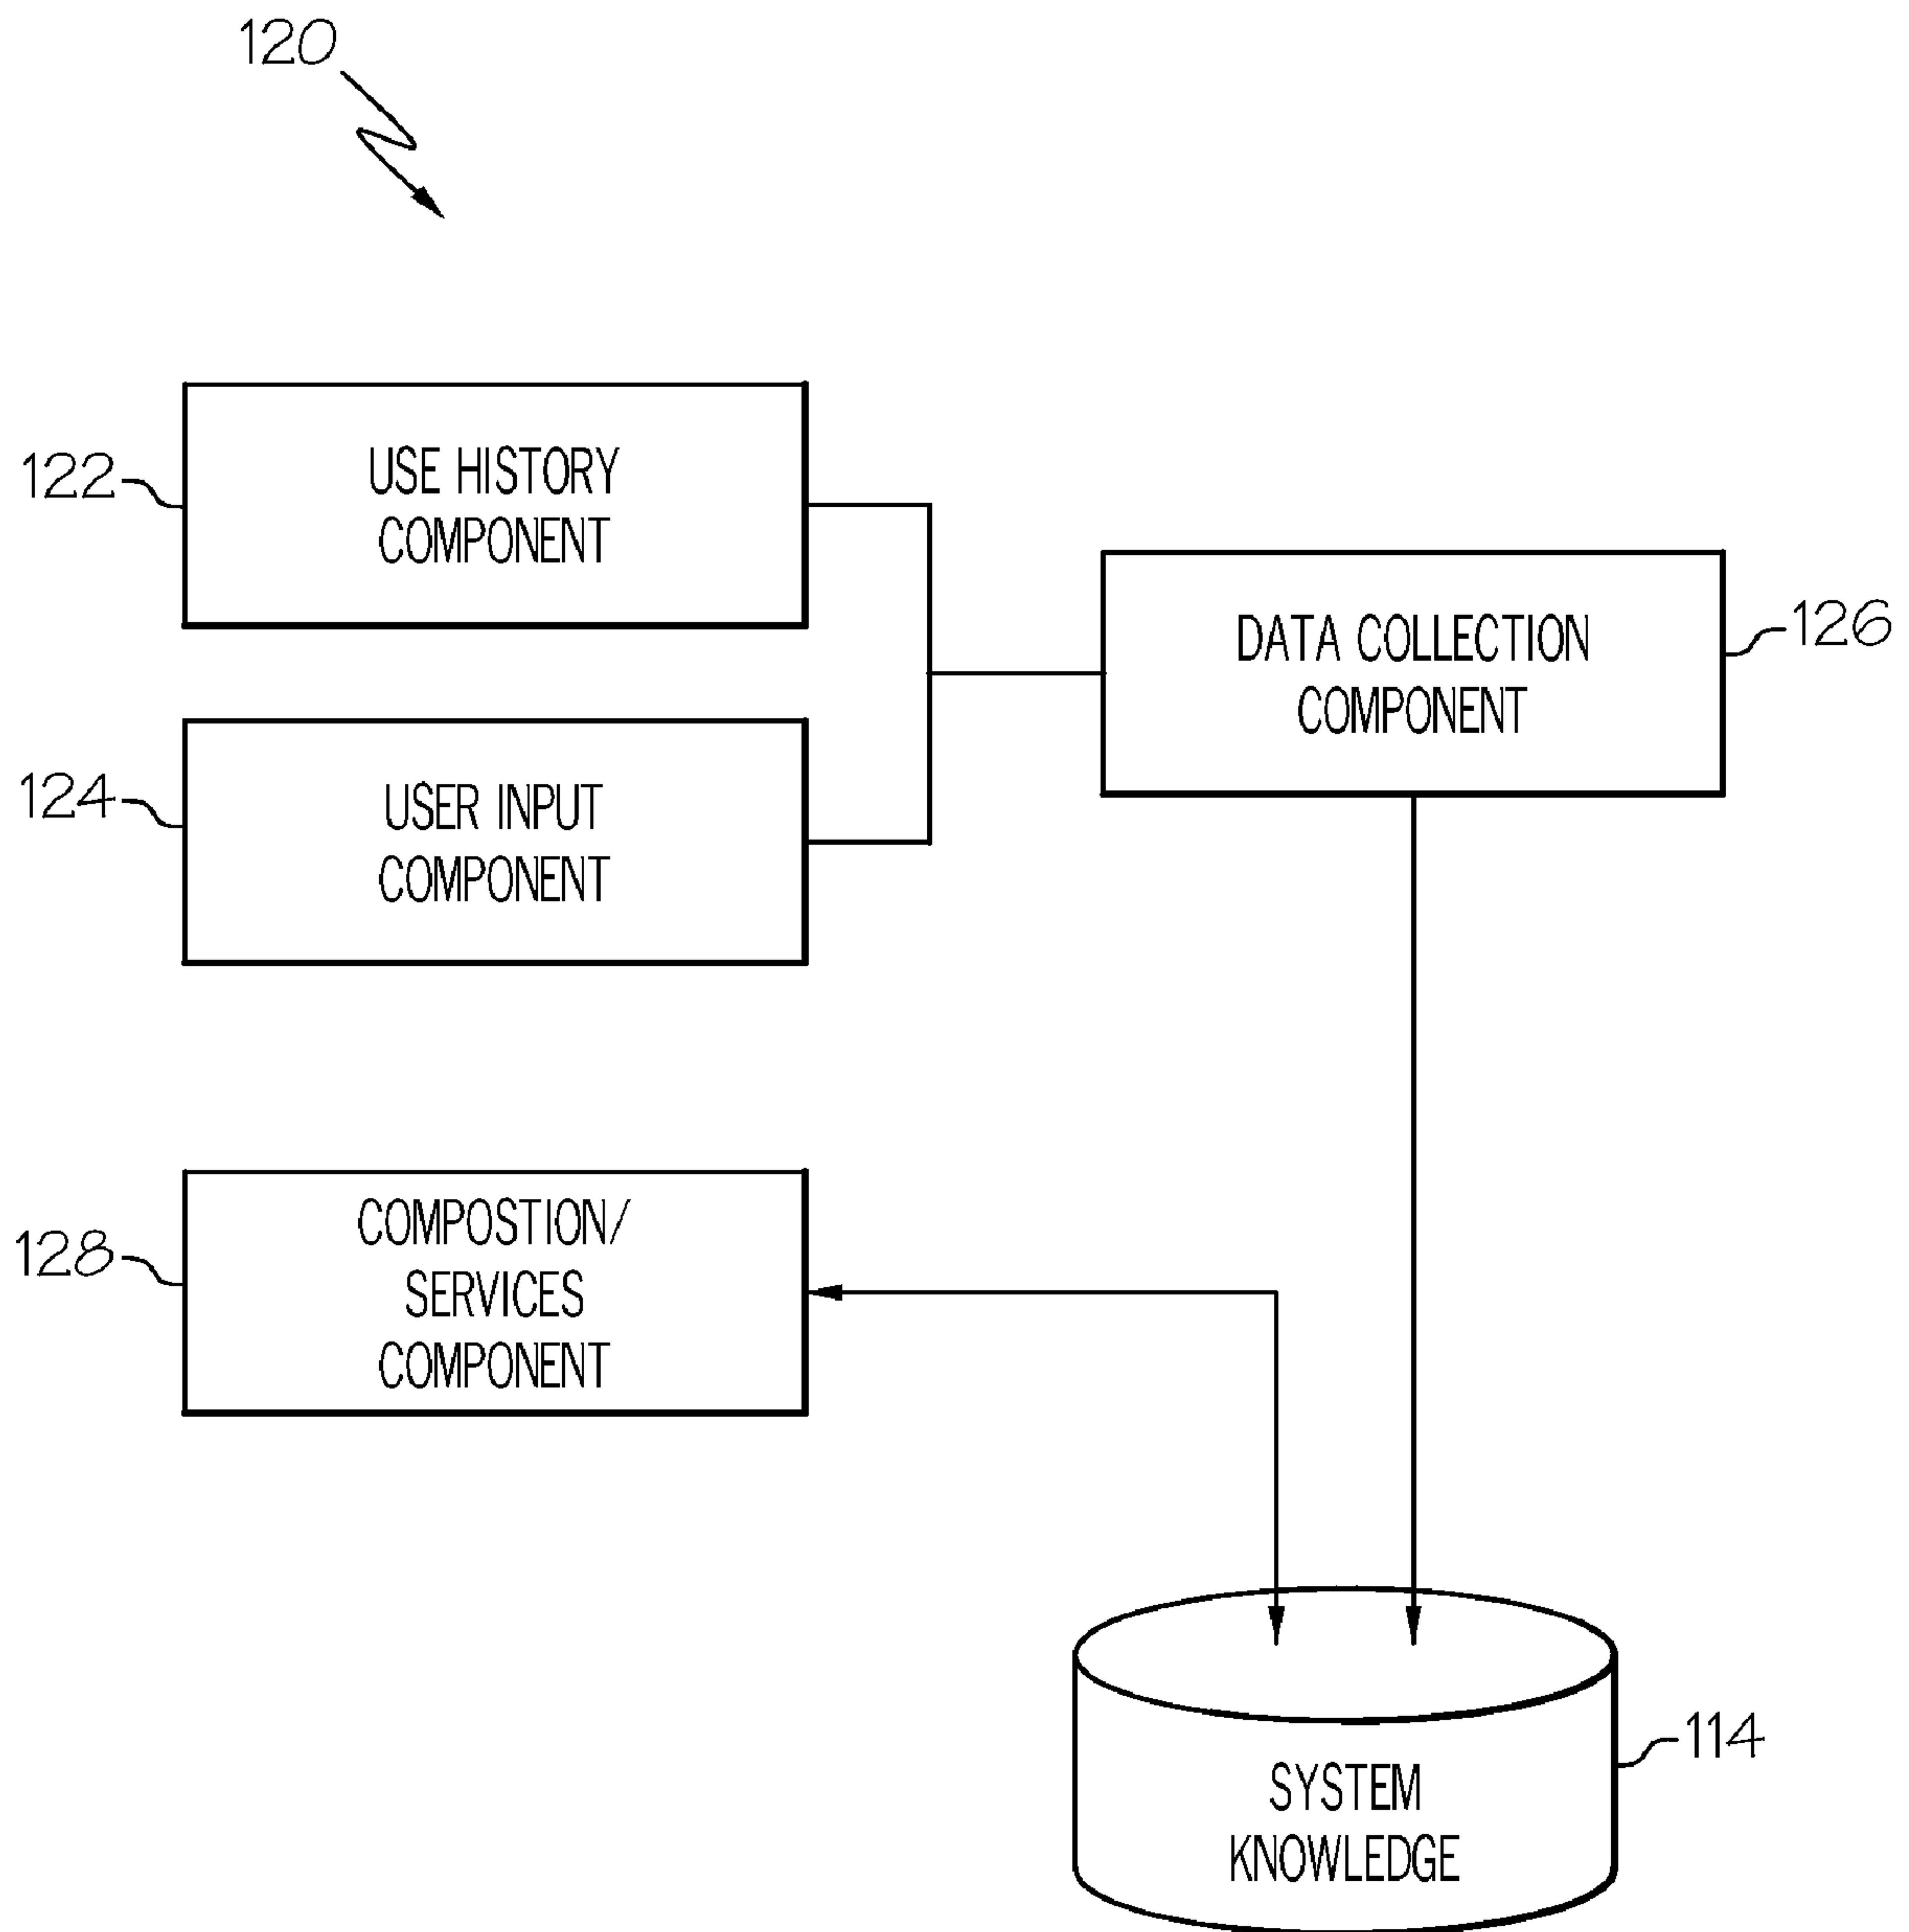 120
122
USE HISTORY
COMPONENT
124
USER INPUT
COMPONENT
DATA COLLECTION
COMPONENT
126
128
COMPOSTION/
SERVICES
COMPONENT
SYSTEM
KNOWLEDGE
114